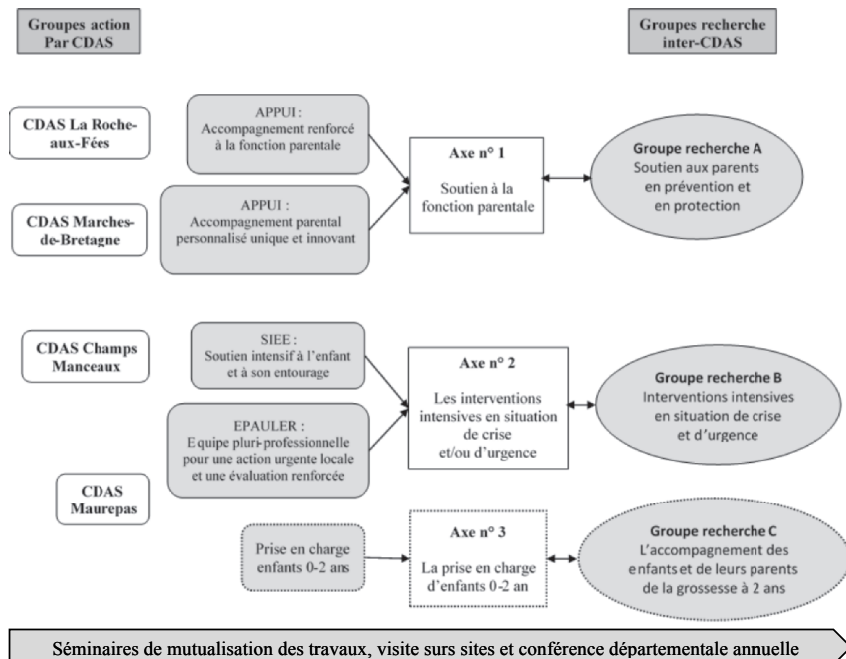 Groupes action
Par CDAS
Groupes recherche
inter-CDAS
CDAS La Roche-
aux-Fées
APPUI :
Accompagnement renforcé
à la fonction parentale
Axe n° 1
Soutien à la
fonction parentale
Groupe recherche A
Soutien aux parents
en prévention et
en protection
CDAS Marches-
de-Bretagne
APPUI :
Accompagnement parental
personnalisé unique et innovant
CDAS Champs
Manceaux
SIEE :
Soutien intensif à l'enfant
et à son entourage
Axe n° 2
Les interventions
intensives en situation
de crise
et/ou d'urgence
Groupe recherche B
Interventions intensives
en situation de crise
et d'urgence
EPAULER :
Equipe pluri-professionnelle
pour une action urgente locale
et une évaluation renforcée
CDAS
Maurepas
Prise en charge
enfants 0-2 ans
Axe n° 3
La prise en charge
d'enfants 0-2 an
Groupe recherche C
L'accompagnement des
enfants et de leurs parents
de la grossesse à 2 ans
Séminaires de mutualisation des travaux, visite surs sites et conférence départementale annuelle